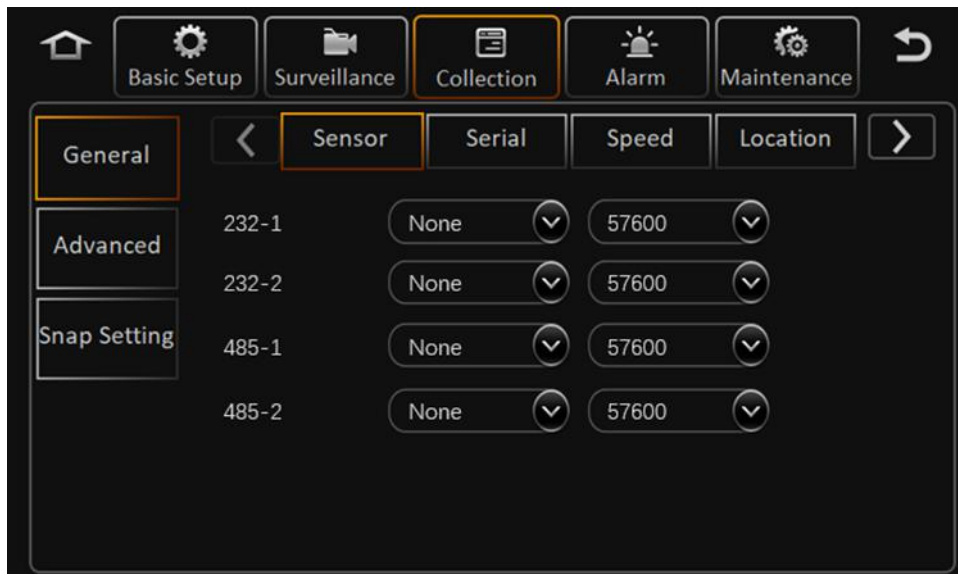 Basic Setup
Surveillance
Collection
Alarm
Maintenance
General
Advanced
Snap Setting
Sensor
Serial
Speed
Location
232-1 None 57600
232-2 None 57600
485-1 None 57600
485-2 None 57600